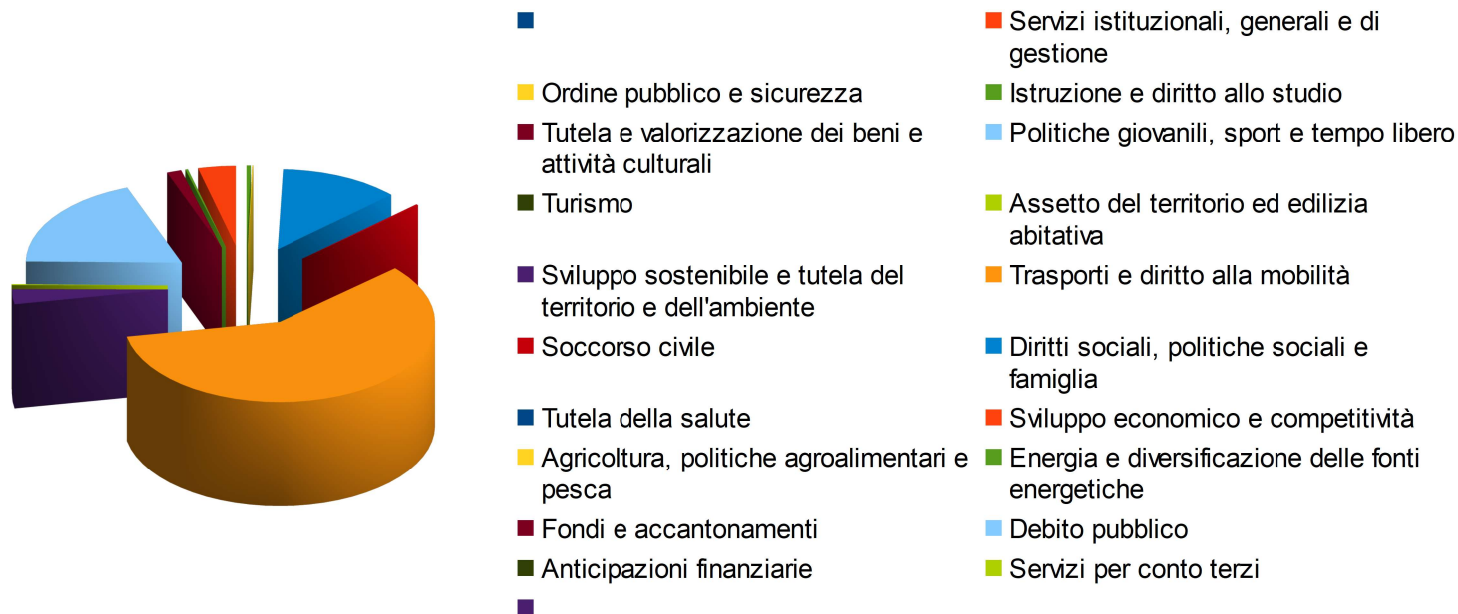 Servizi istituzionali, generali e di
gestione
Ordine pubblico e sicurezza
Istruzione e diritto allo studio
Tutela e valorizzazione dei beni e
attività culturali
Politiche giovanili, sport e tempo libero
Turismo
Assetto del territorio ed edilizia
abitativa
Sviluppo sostenibile e tutela del
territorio e dell'ambiente
Trasporti e diritto alla mobilità
Soccorso civile
Diritti sociali, politiche sociali e
famiglia
Tutela della salute
Sviluppo economico e competitività
Agricoltura, politiche agroalimentari e
pesca
Energia e diversificazione delle fonti
energetiche
Fondi e accantonamenti
Debito pubblico
Anticipazioni finanziarie
Servizi per conto terzi